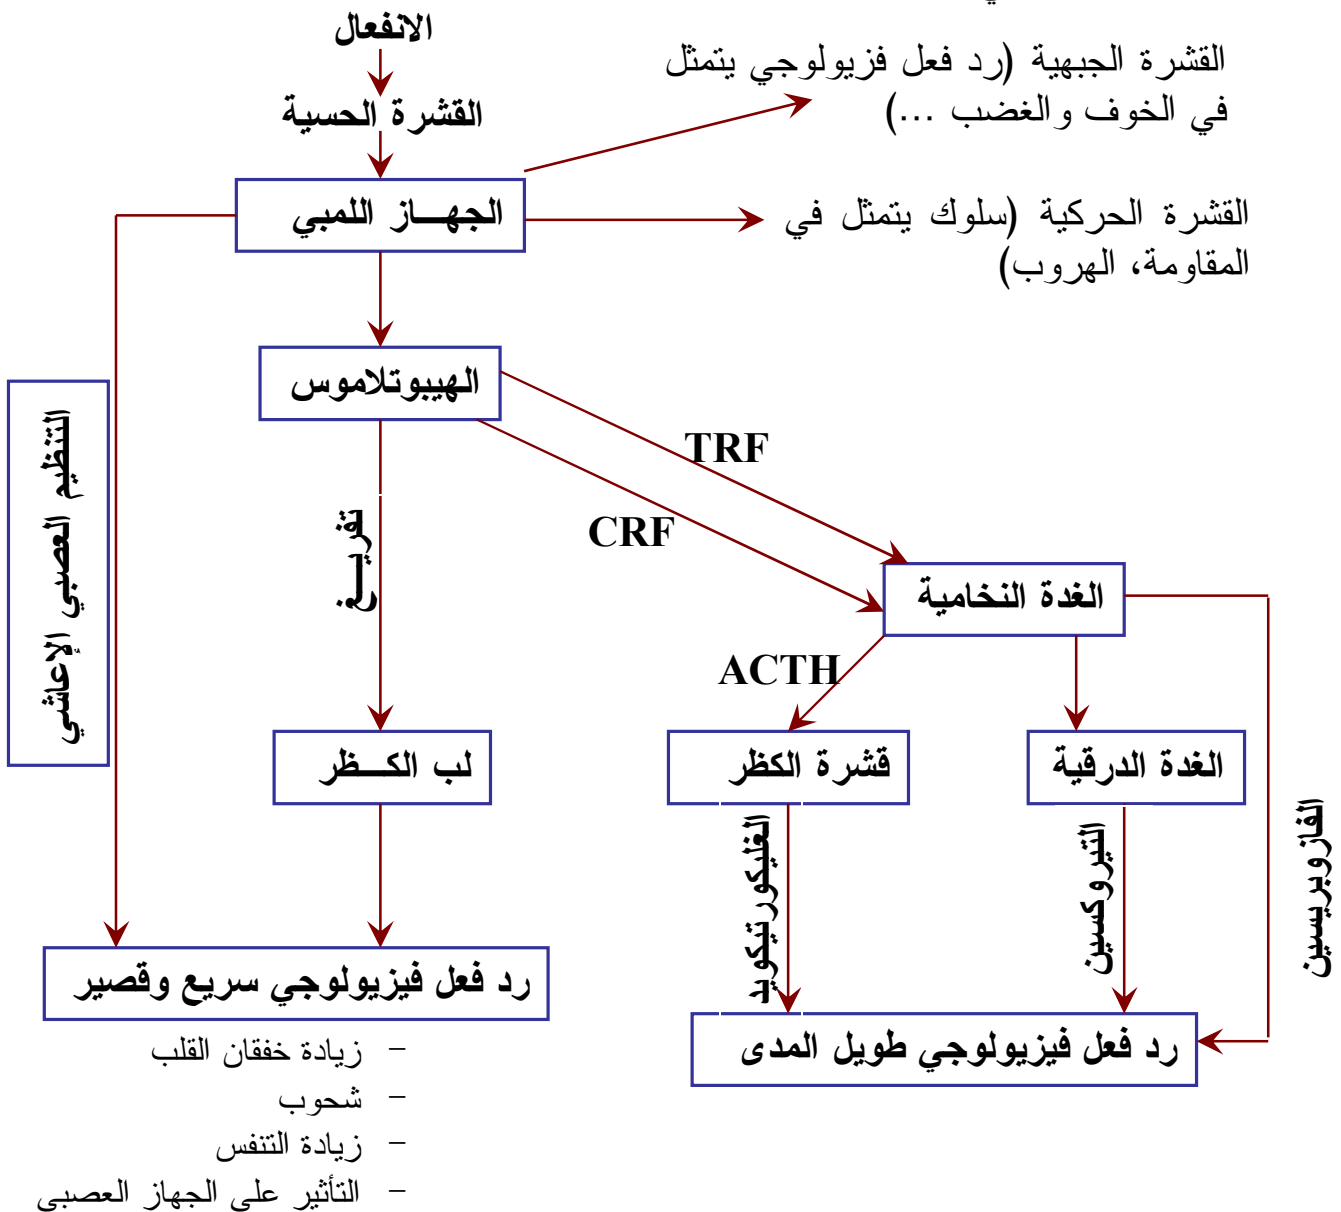 ي
الانفعال
القشرة الجبهية (رد فعل فزيولوجي يتمثل
في الخوف والغضب ...)
القشرة الحسية
الجهـــاز اللمبي
القشرة الحركية (سلوك يتمثل في
المقاومة، الهروب)
الهيبوتلاموس
التنظيم العصبي الإعاشي
TRF
CRF
تفريـــغ
الغدة النخامية
ACTH
لب الكـــظر
قشرة الكظر
الغدة الدرقية
الغليكورتيكويد
التيروكسين
الفازوبريسين
رد فعل فيزيولوجي سريع وقصير
رد فعل فيزيولوجي طويل المدى
– زيادة خفقان القلب
– شحوب
– زيادة التنفس
– التأثير على الجهاز العصبي